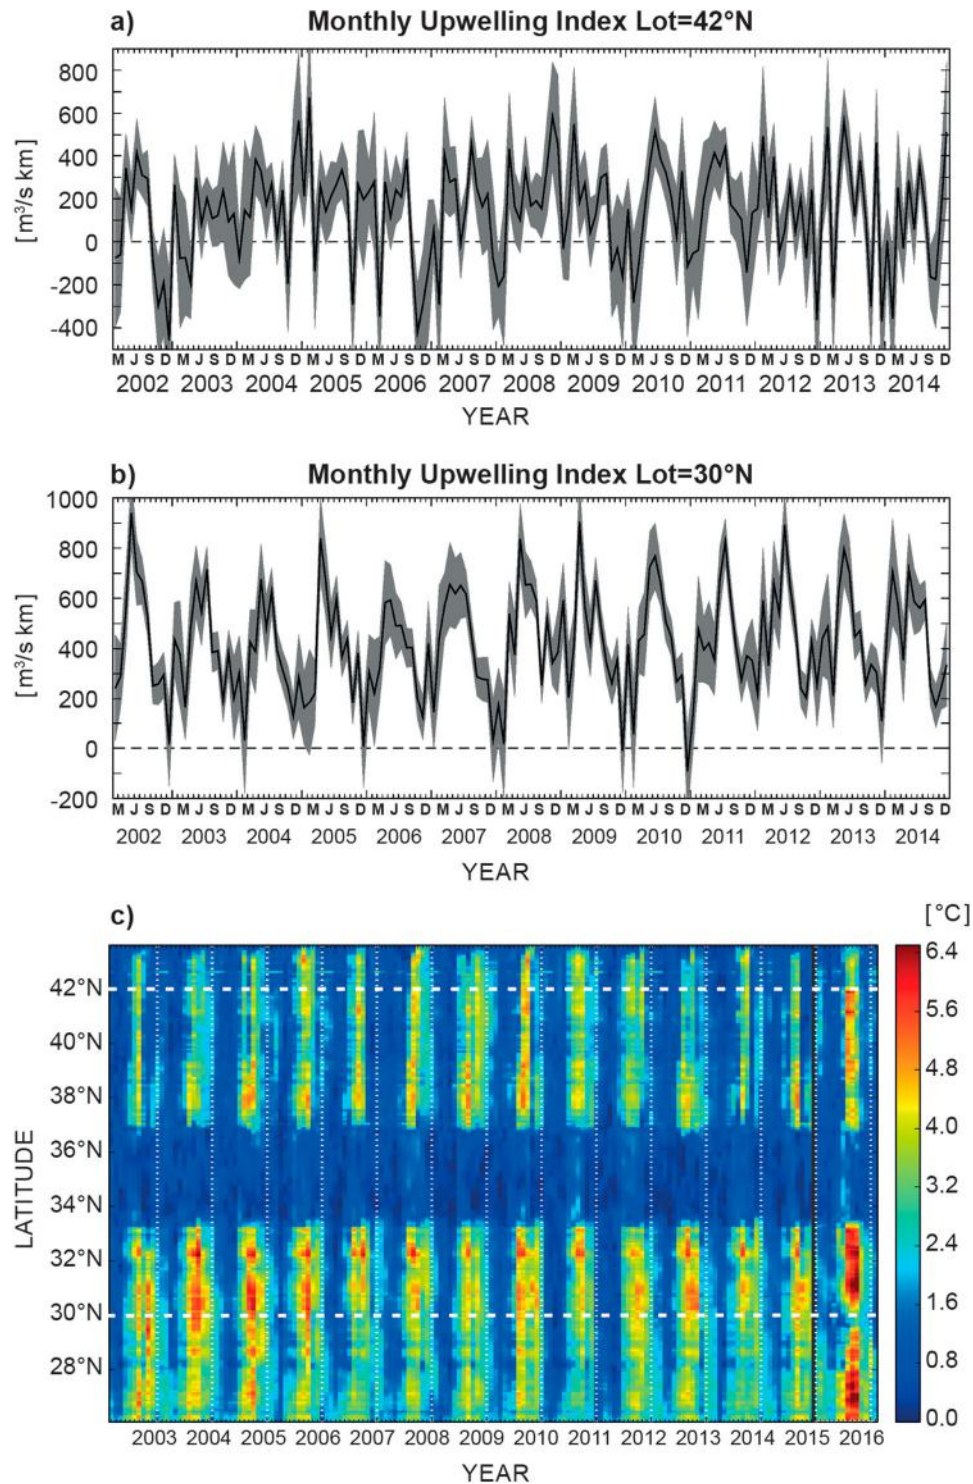 a) Monthly Upwelling Index Lot=42°N
800
600
400
200
0
-200
-400
[m³/s km]
M J S D M J S D M J S D M J S D M J S D M J S D M J S D M J S D M J S D M J S D M J S D M J S D M J S D
2002 2003 2004 2005 2006 2007 2008 2009 2010 2011 2012 2013 2014
YEAR
b) Monthly Upwelling Index Lot=30°N
1000
800
600
400
200
0
-200
[m³/s km]
M J S D M J S D M J S D M J S D M J S D M J S D M J S D M J S D M J S D M J S D M J S D M J S D M J S D
2002 2003 2004 2005 2006 2007 2008 2009 2010 2011 2012 2013 2014
YEAR
c) [°C]
42°N
40°N
38°N
36°N
34°N
32°N
30°N
28°N
LATITUDE
6.4
5.6
4.8
4.0
3.2
2.4
1.6
0.8
0.0
2003 2004 2005 2006 2007 2008 2009 2010 2011 2012 2013 2014 2015 2016
YEAR